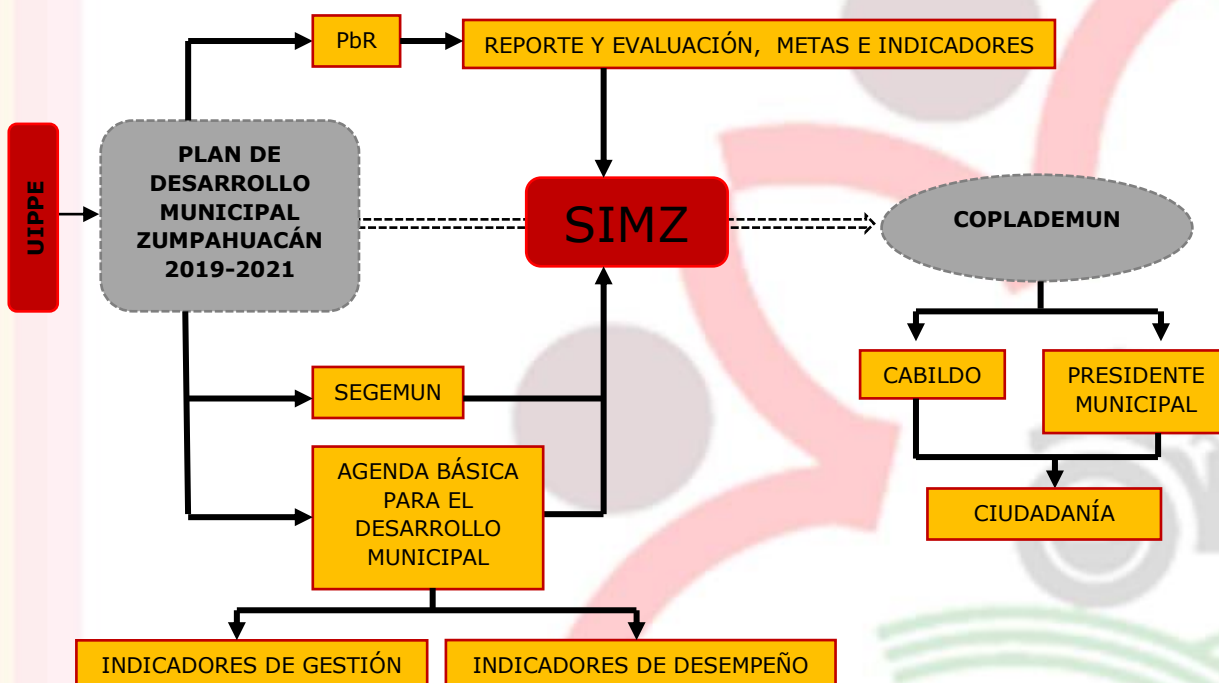 PbR
REPORTE Y EVALUACIÓN, METAS E INDICADORES
UIPPE
PLAN DE
DESARROLLO
MUNICIPAL
ZUMPAHUACÁN
2019-2021
SIMZ
COPLADEMUN
SEGEMUN
CABILDO
PRESIDENTE
MUNICIPAL
AGENDA BÁSICA
PARA EL
DESARROLLO
MUNICIPAL
CIUDADANÍA
INDICADORES DE GESTIÓN
INDICADORES DE DESEMPEÑO